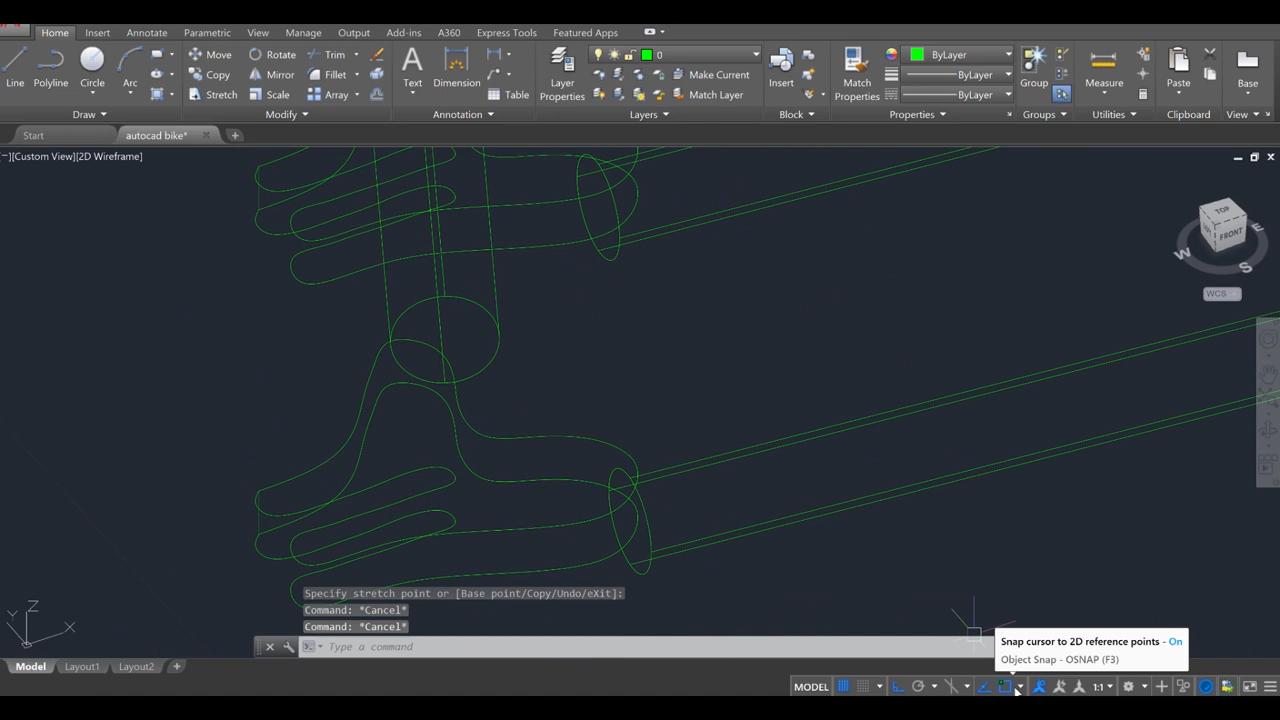 Home Insert Annotate Parametric View Manage Output Add-ins A360 Express Tools Featured Apps
Line Polyline Circle Arc
Move Rotate Trim
Copy Mirror Fillet
Stretch Scale Array
Text Dimension Table
Layer Properties
0
Make Current
Match Layer
Insert
Match Properties
ByLayer
ByLayer
ByLayer
Group Measure Paste Base
Draw Modify Annotation Layers Block Properties Groups Utilities Clipboard View
Start autocad bike*
[−][Custom View][2D Wireframe]
TOP
FRONT
W E S
WCS
Specify stretch point or [Base point/Copy/Undo/eXit]:
Command: *Cancel*
Command: *Cancel*
Type a command
Z
Y X
Snap cursor to 2D reference points - On
Object Snap - OSNAP (F3)
Model Layout1 Layout2 +
MODEL 1:1